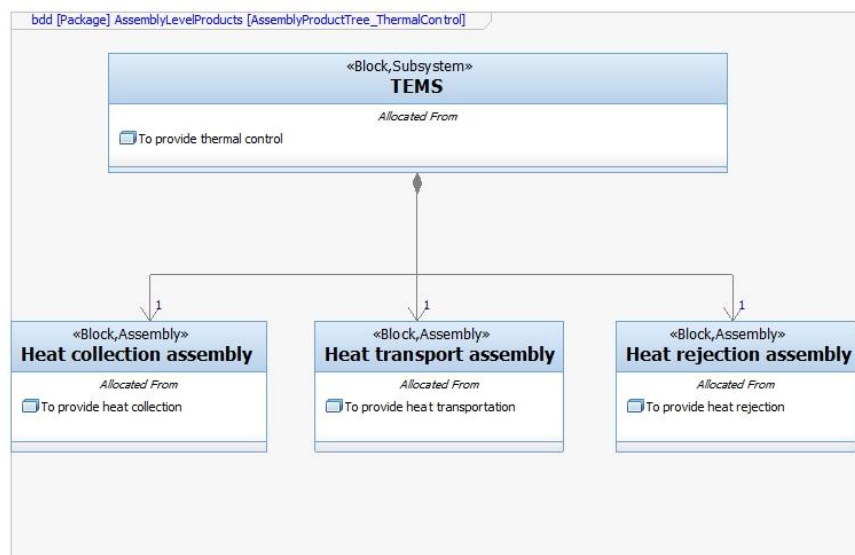 bdd [Package] AssemblyLevelProducts [AssemblyProductTree_ThermalControl]
«Block,Subsystem»
TEMS
Allocated From
To provide thermal control
1
1
1
«Block,Assembly»
Heat collection assembly
Allocated From
To provide heat collection
«Block,Assembly»
Heat transport assembly
Allocated From
To provide heat transportation
«Block,Assembly»
Heat rejection assembly
Allocated From
To provide heat rejection